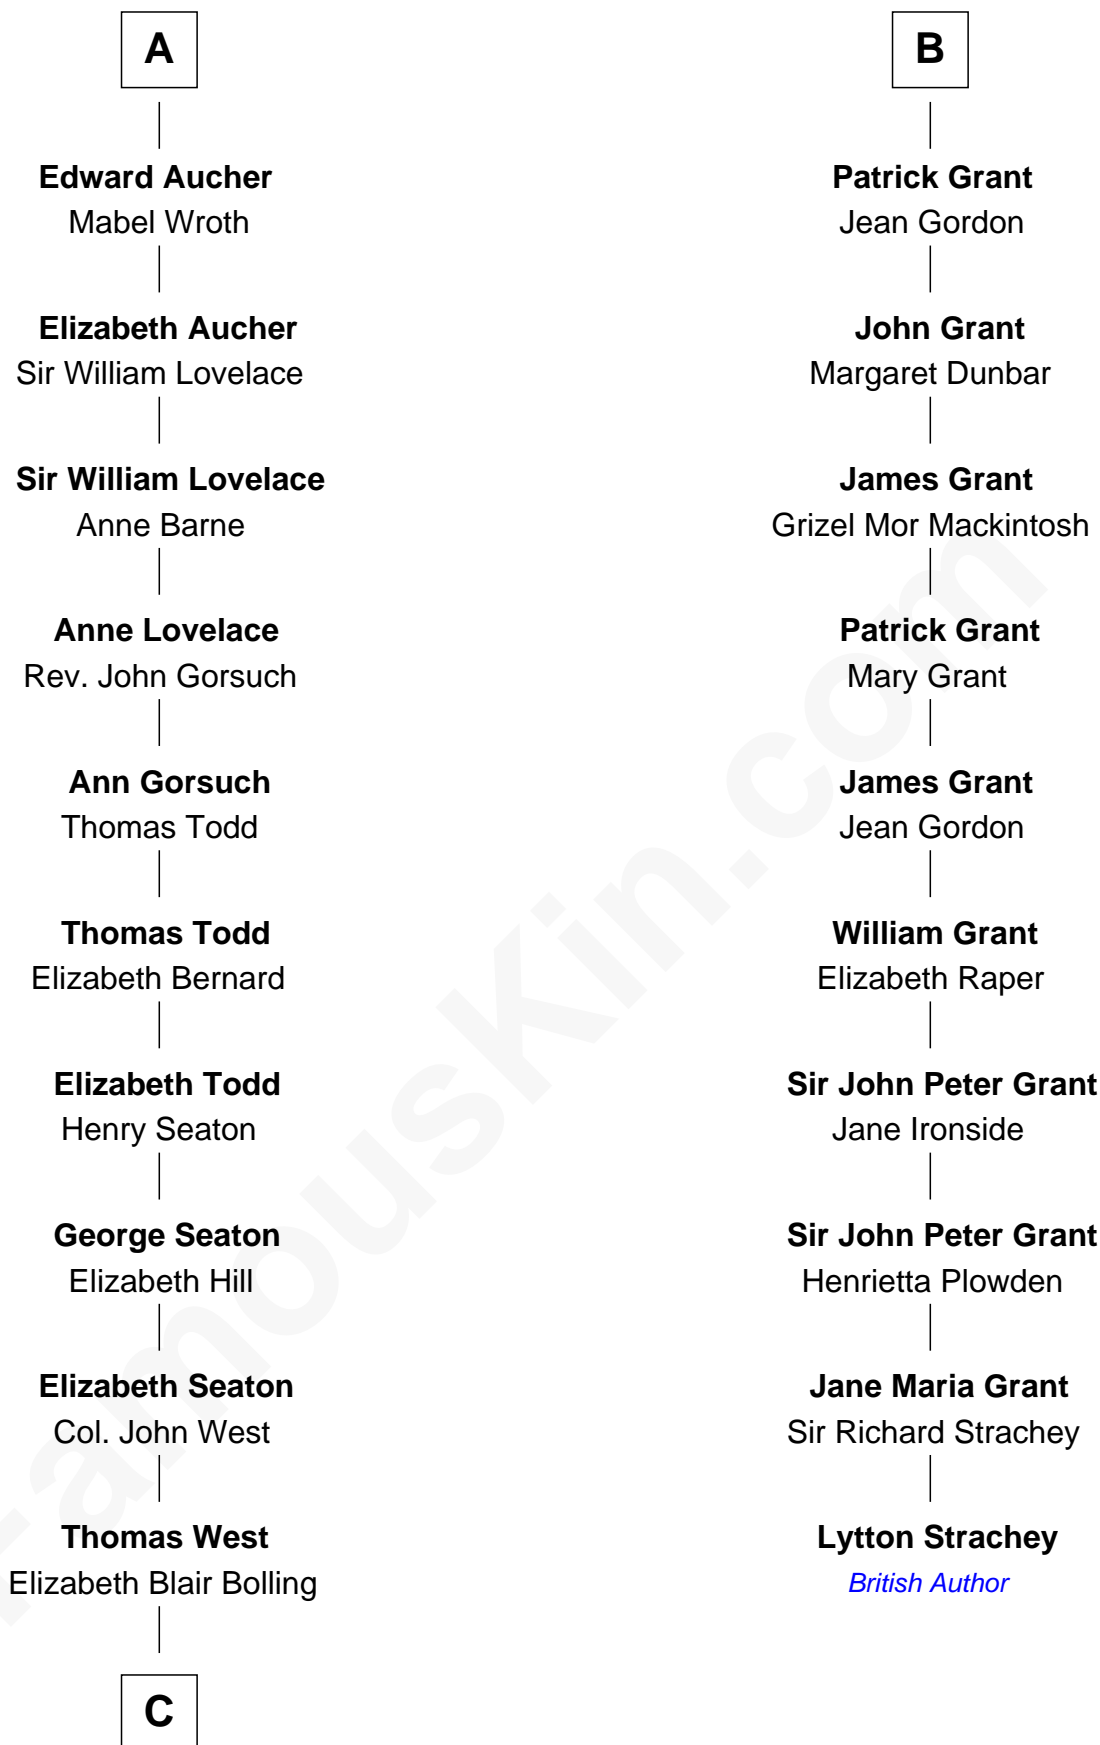 A
Edward Aucher
Mabel Wroth
Elizabeth Aucher
Sir William Lovelace
Sir William Lovelace
Anne Barne
Anne Lovelace
Rev. John Gorsuch
Ann Gorsuch
Thomas Todd
Thomas Todd
Elizabeth Bernard
Elizabeth Todd
Henry Seaton
George Seaton
Elizabeth Hill
Elizabeth Seaton
Col. John West
Thomas West
Elizabeth Blair Bolling
C
B
Patrick Grant
Jean Gordon
John Grant
Margaret Dunbar
James Grant
Grizel Mor Mackintosh
Patrick Grant
Mary Grant
James Grant
Jean Gordon
William Grant
Elizabeth Raper
Sir John Peter Grant
Jane Ironside
Sir John Peter Grant
Henrietta Plowden
Jane Maria Grant
Sir Richard Strachey
Lytton Strachey
British Author
FamousKin.com